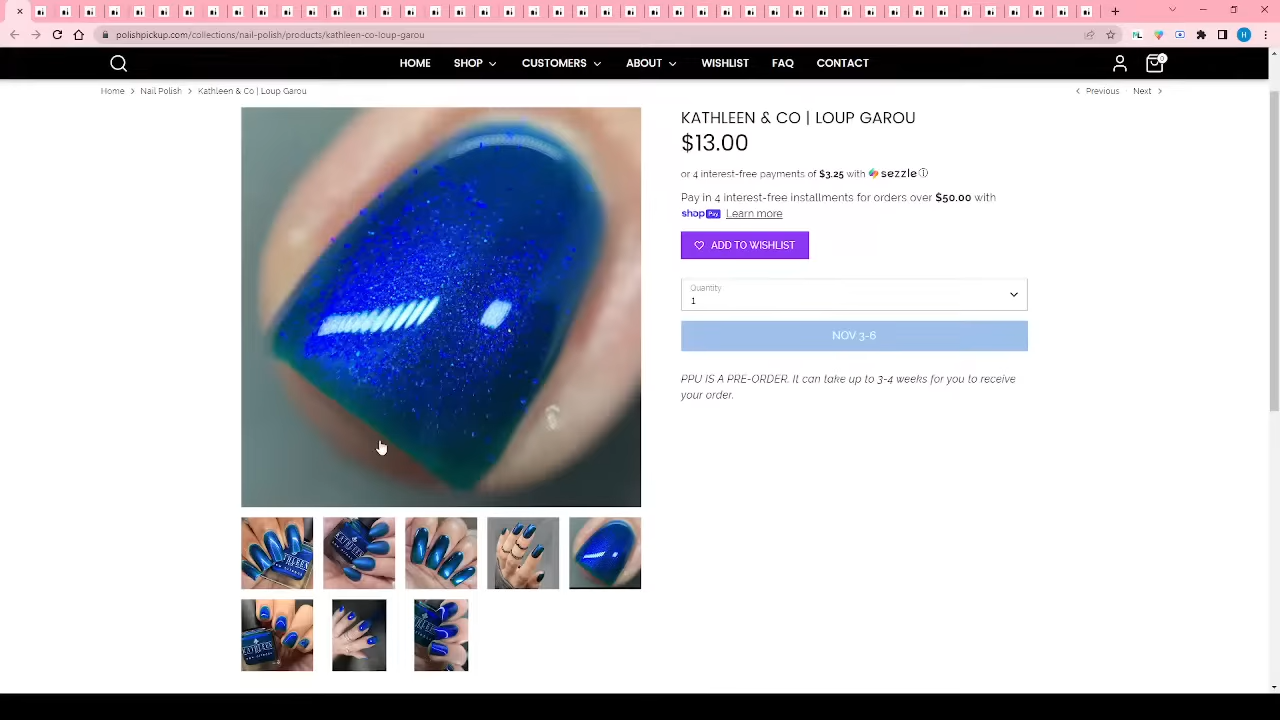 polishpickup.com/collections/nail-polish/products/kathleen-co-loup-garou
HOME SHOP CUSTOMERS ABOUT WISHLIST FAQ CONTACT
0
Home > Nail Polish > Kathleen & Co | Loup Garou
< Previous Next >
KATHLEEN & CO | LOUP GAROU
$13.00
or 4 interest-free payments of $3.25 with sezzle
Pay in 4 interest-free installments for orders over $50.00 with
shop Pay Learn more
ADD TO WISHLIST
Quantity
1
NOV 3-6
PPU IS A PRE-ORDER. It can take up to 3-4 weeks for you to receive
your order.